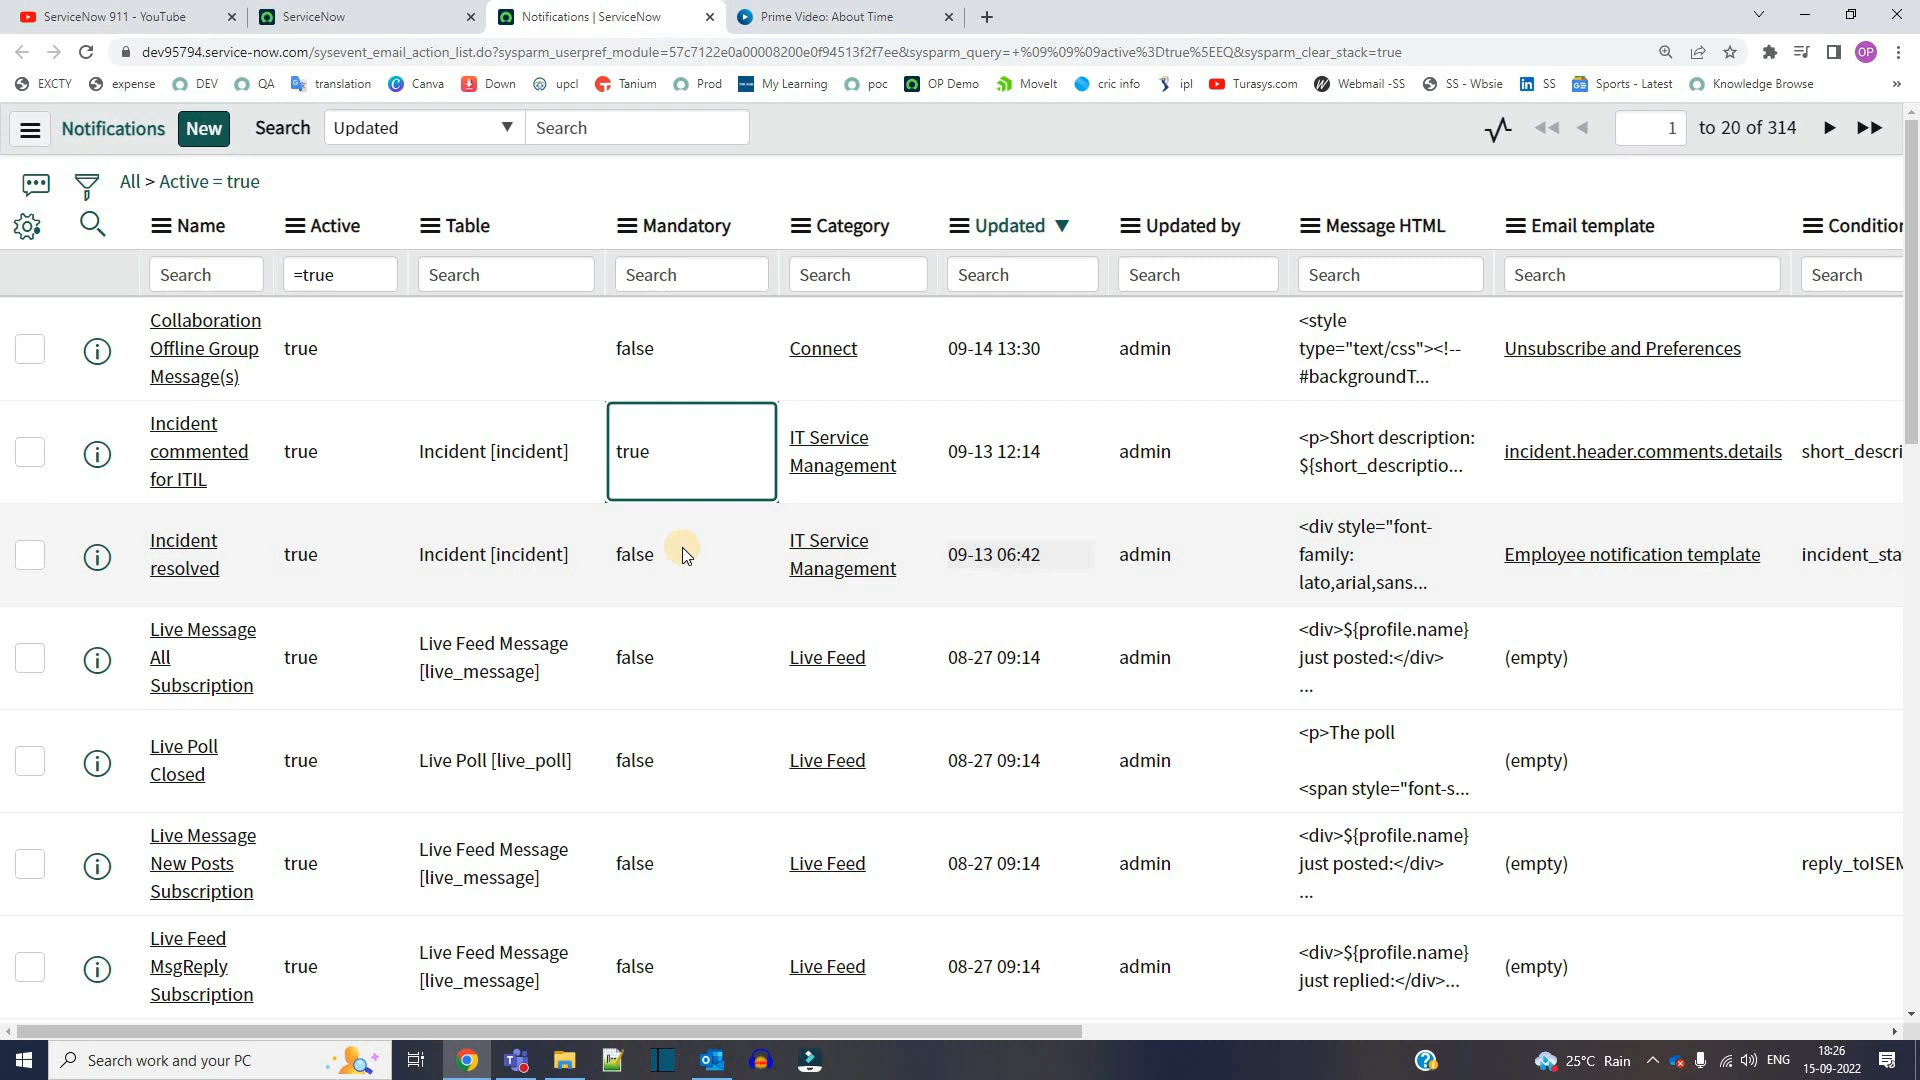 ServiceNow 911 - YouTube
ServiceNow
Notifications | ServiceNow
Prime Video: About Time
dev95794.service-now.com/sysevent_email_action_list.do?sysparm_userpref_module=57c7122e0a00008200e0f94513f2f7ee&sysparm_query=+%09%09%09active%3Dtrue%5EEQ&sysparm_clear_stack=true
OP
EXCTY expense DEV QA translation Canva Down upcl Tanium Prod My Learning poc OP Demo MoveIt cric info ipl Turasys.com Webmail -SS SS - Wbsie SS Sports - Latest Knowledge Browse »
Notifications New Search Updated Search 1 to 20 of 314
All > Active = true
Name Active Table Mandatory Category Updated Updated by Message HTML Email template Condition
Search =true Search Search Search Search Search Search Search Search
Collaboration
Offline Group
Message(s)
true
false
Connect
09-14 13:30
admin
<style
type="text/css"><!--
#backgroundT...
Unsubscribe and Preferences
Incident
commented
for ITIL
true
Incident [incident]
true
IT Service
Management
09-13 12:14
admin
<p>Short description:
${short_descriptio...
incident.header.comments.details
short_descri
Incident
resolved
true
Incident [incident]
false
IT Service
Management
09-13 06:42
admin
<div style="font-
family:
lato,arial,sans...
Employee notification template
incident_sta
Live Message
All
Subscription
true
Live Feed Message
[live_message]
false
Live Feed
08-27 09:14
admin
<div>${profile.name}
just posted:</div>
...
(empty)
Live Poll
Closed
true
Live Poll [live_poll]
false
Live Feed
08-27 09:14
admin
<p>The poll
<span style="font-s...
(empty)
Live Message
New Posts
Subscription
true
Live Feed Message
[live_message]
false
Live Feed
08-27 09:14
admin
<div>${profile.name}
just posted:</div>
...
(empty)
reply_toISEM
Live Feed
MsgReply
Subscription
true
Live Feed Message
[live_message]
false
Live Feed
08-27 09:14
admin
<div>${profile.name}
just replied:</div>...
(empty)
Search work and your PC
25°C Rain
ENG
18:26
15-09-2022